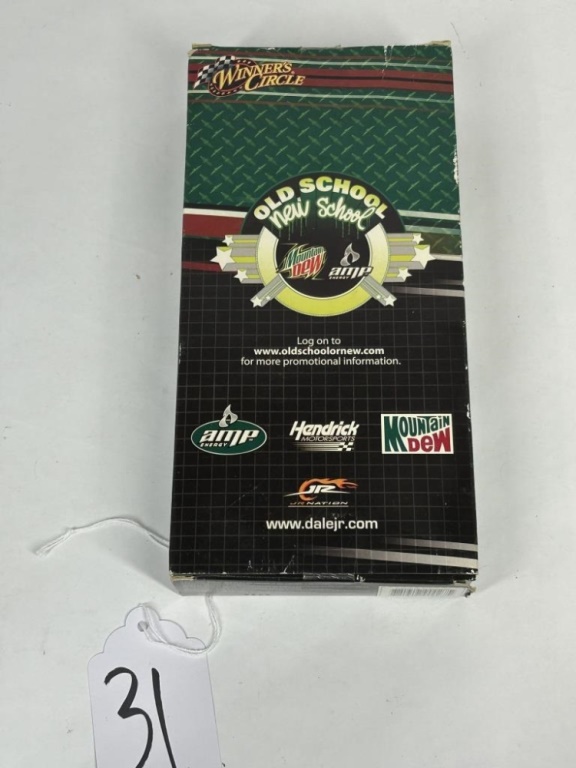 WINNER'S
CIRCLE
OLD SCHOOL
new school
Mountain
Dew
amp
ENERGY
Log on to
www.oldschoolornew.com
for more promotional information.
amp
ENERGY
Hendrick
MOTORSPORTS
MOUNTAIN
DEW
JR
JR NATION
www.dalejr.com
31